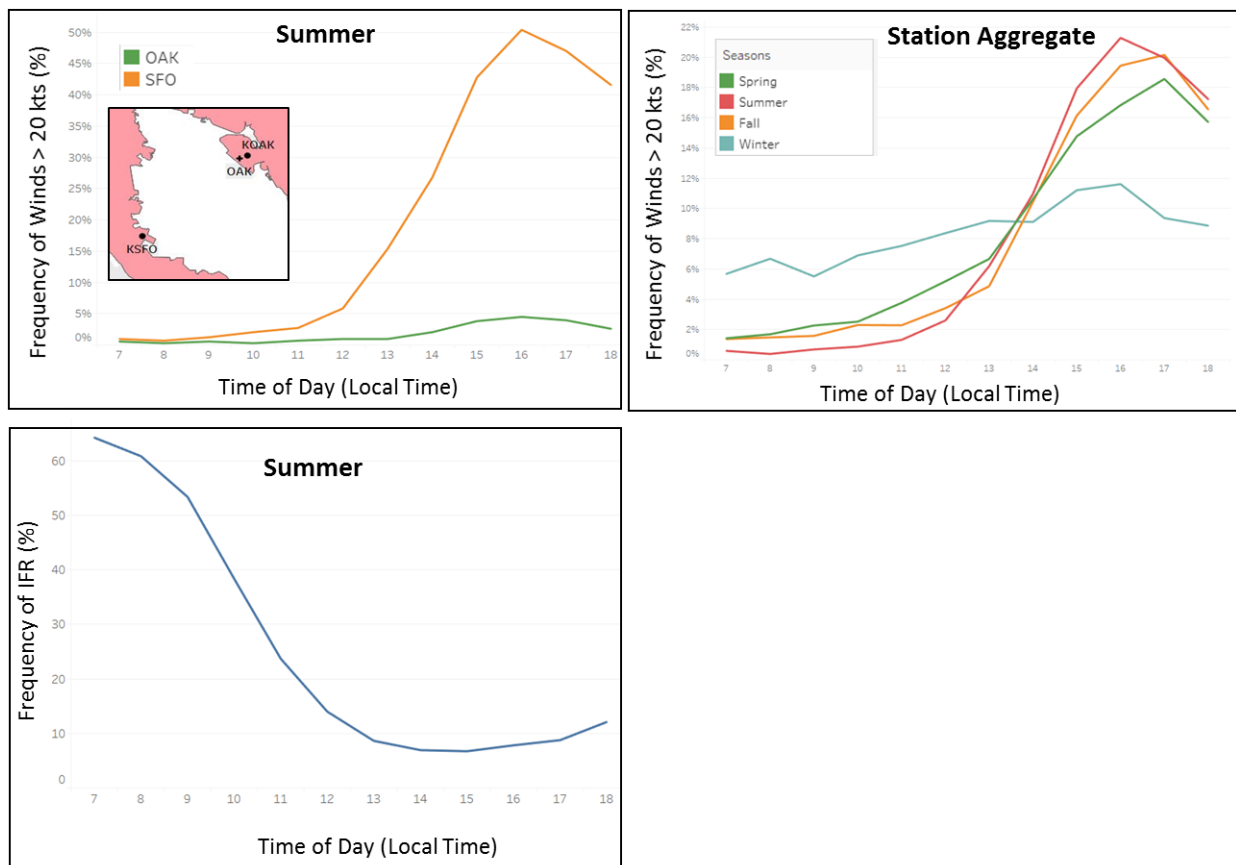 Summer
OAK
SFO
KOAK
OAK
KSFO
Frequency of Winds > 20 kts (%)
50%
45%
40%
35%
30%
25%
20%
15%
10%
5%
0%
7 8 9 10 11 12 13 14 15 16 17 18
Time of Day (Local Time)
Station Aggregate
Seasons
Spring
Summer
Fall
Winter
Frequency of Winds > 20 kts (%)
22%
20%
18%
16%
14%
12%
10%
8%
6%
4%
2%
0%
7 8 9 10 11 12 13 14 15 16 17 18
Time of Day (Local Time)
Summer
Frequency of IFR (%)
60
50
40
30
20
10
0
7 8 9 10 11 12 13 14 15 16 17 18
Time of Day (Local Time)